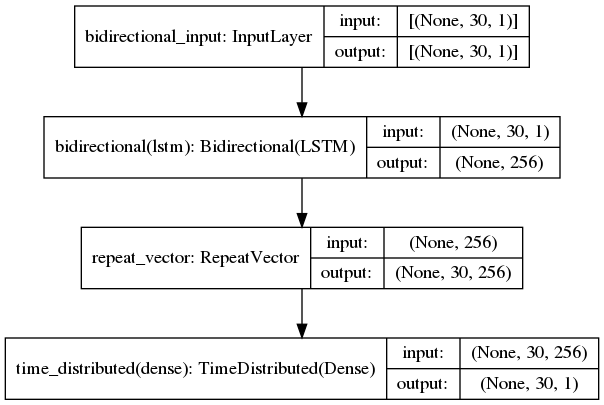 bidirectional_input: InputLayer
input: [(None, 30, 1)]
output: [(None, 30, 1)]
bidirectional(lstm): Bidirectional(LSTM)
input: (None, 30, 1)
output: (None, 256)
repeat_vector: RepeatVector
input: (None, 256)
output: (None, 30, 256)
time_distributed(dense): TimeDistributed(Dense)
input: (None, 30, 256)
output: (None, 30, 1)